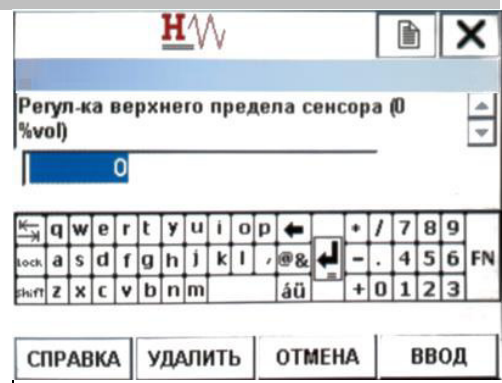 H
Регул-ка верхнего предела сенсора (0
%vol)
0
q w e r t y u i o p + / 7 8 9
Lock a s d f g h j k l , @& - . 4 5 6 FN
Shift z x c v b n m áü + 0 1 2 3
СПРАВКА УДАЛИТЬ ОТМЕНА ВВОД